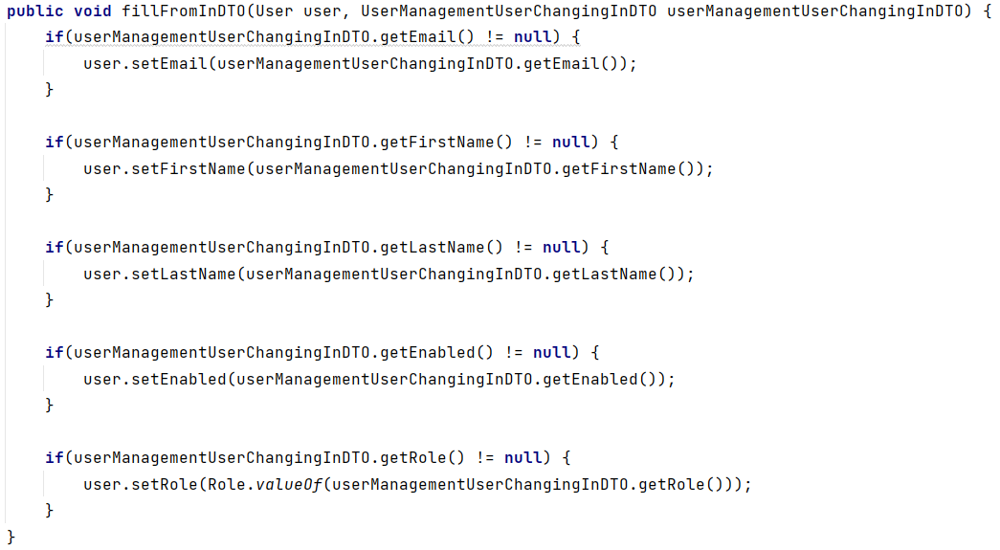 public void fillFromInDTO(User user, UserManagementUserChangingInDTO userManagementUserChangingInDTO) {
    if(userManagementUserChangingInDTO.getEmail() != null) {
        user.setEmail(userManagementUserChangingInDTO.getEmail());
    }

    if(userManagementUserChangingInDTO.getFirstName() != null) {
        user.setFirstName(userManagementUserChangingInDTO.getFirstName());
    }

    if(userManagementUserChangingInDTO.getLastName() != null) {
        user.setLastName(userManagementUserChangingInDTO.getLastName());
    }

    if(userManagementUserChangingInDTO.getEnabled() != null) {
        user.setEnabled(userManagementUserChangingInDTO.getEnabled());
    }

    if(userManagementUserChangingInDTO.getRole() != null) {
        user.setRole(Role.valueOf(userManagementUserChangingInDTO.getRole()));
    }
}